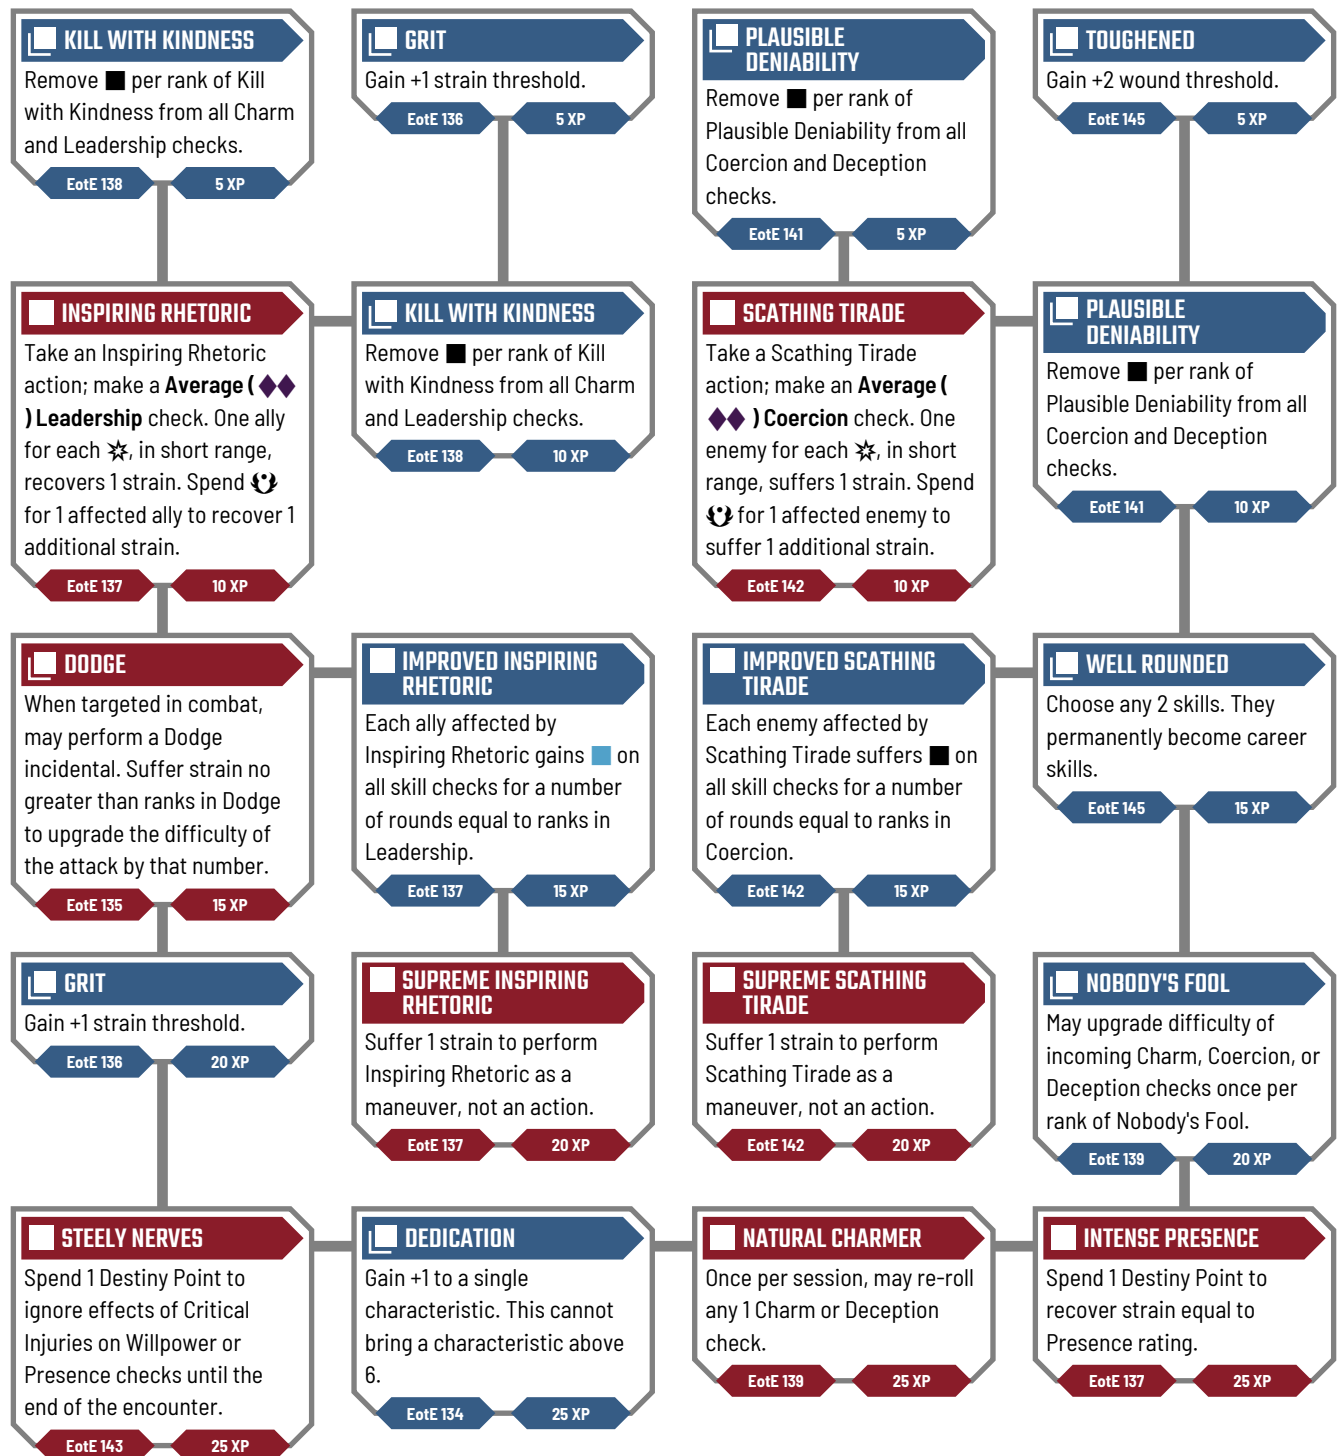 KILL WITH KINDNESS
Remove ■ per rank of Kill
with Kindness from all Charm
and Leadership checks.
EotE 138
5 XP
GRIT
Gain +1 strain threshold.
EotE 136
5 XP
PLAUSIBLE
DENIABILITY
Remove ■ per rank of
Plausible Deniability from all
Coercion and Deception
checks.
EotE 141
5 XP
TOUGHENED
Gain +2 wound threshold.
EotE 145
5 XP
INSPIRING RHETORIC
Take an Inspiring Rhetoric
action; make a Average ( ◆◆
) Leadership check. One ally
for each , in short range,
recovers 1 strain. Spend
for 1 affected ally to recover 1
additional strain.
EotE 137
10 XP
KILL WITH KINDNESS
Remove ■ per rank of Kill
with Kindness from all Charm
and Leadership checks.
EotE 138
10 XP
SCATHING TIRADE
Take a Scathing Tirade
action; make an Average (
◆◆ ) Coercion check. One
enemy for each , in short
range, suffers 1 strain. Spend
for 1 affected enemy to
suffer 1 additional strain.
EotE 142
10 XP
PLAUSIBLE
DENIABILITY
Remove ■ per rank of
Plausible Deniability from all
Coercion and Deception
checks.
EotE 141
10 XP
DODGE
When targeted in combat,
may perform a Dodge
incidental. Suffer strain no
greater than ranks in Dodge
to upgrade the difficulty of
the attack by that number.
EotE 135
15 XP
IMPROVED INSPIRING
RHETORIC
Each ally affected by
Inspiring Rhetoric gains ■ on
all skill checks for a number
of rounds equal to ranks in
Leadership.
EotE 137
15 XP
IMPROVED SCATHING
TIRADE
Each enemy affected by
Scathing Tirade suffers ■ on
all skill checks for a number
of rounds equal to ranks in
Coercion.
EotE 142
15 XP
WELL ROUNDED
Choose any 2 skills. They
permanently become career
skills.
EotE 145
15 XP
GRIT
Gain +1 strain threshold.
EotE 136
20 XP
SUPREME INSPIRING
RHETORIC
Suffer 1 strain to perform
Inspiring Rhetoric as a
maneuver, not an action.
EotE 137
20 XP
SUPREME SCATHING
TIRADE
Suffer 1 strain to perform
Scathing Tirade as a
maneuver, not an action.
EotE 142
20 XP
NOBODY'S FOOL
May upgrade difficulty of
incoming Charm, Coercion, or
Deception checks once per
rank of Nobody's Fool.
EotE 139
20 XP
STEELY NERVES
Spend 1 Destiny Point to
ignore effects of Critical
Injuries on Willpower or
Presence checks until the
end of the encounter.
EotE 143
25 XP
DEDICATION
Gain +1 to a single
characteristic. This cannot
bring a characteristic above
6.
EotE 134
25 XP
NATURAL CHARMER
Once per session, may re-roll
any 1 Charm or Deception
check.
EotE 139
25 XP
INTENSE PRESENCE
Spend 1 Destiny Point to
recover strain equal to
Presence rating.
EotE 137
25 XP